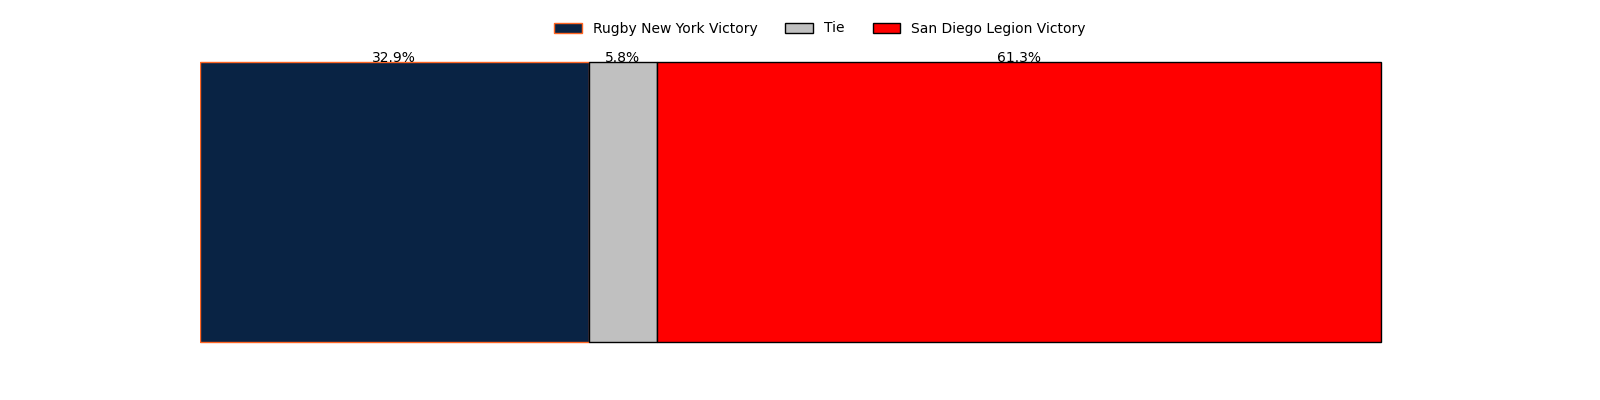 Rugby New York Victory Tie San Diego Legion Victory
32.9% 5.8% 61.3%